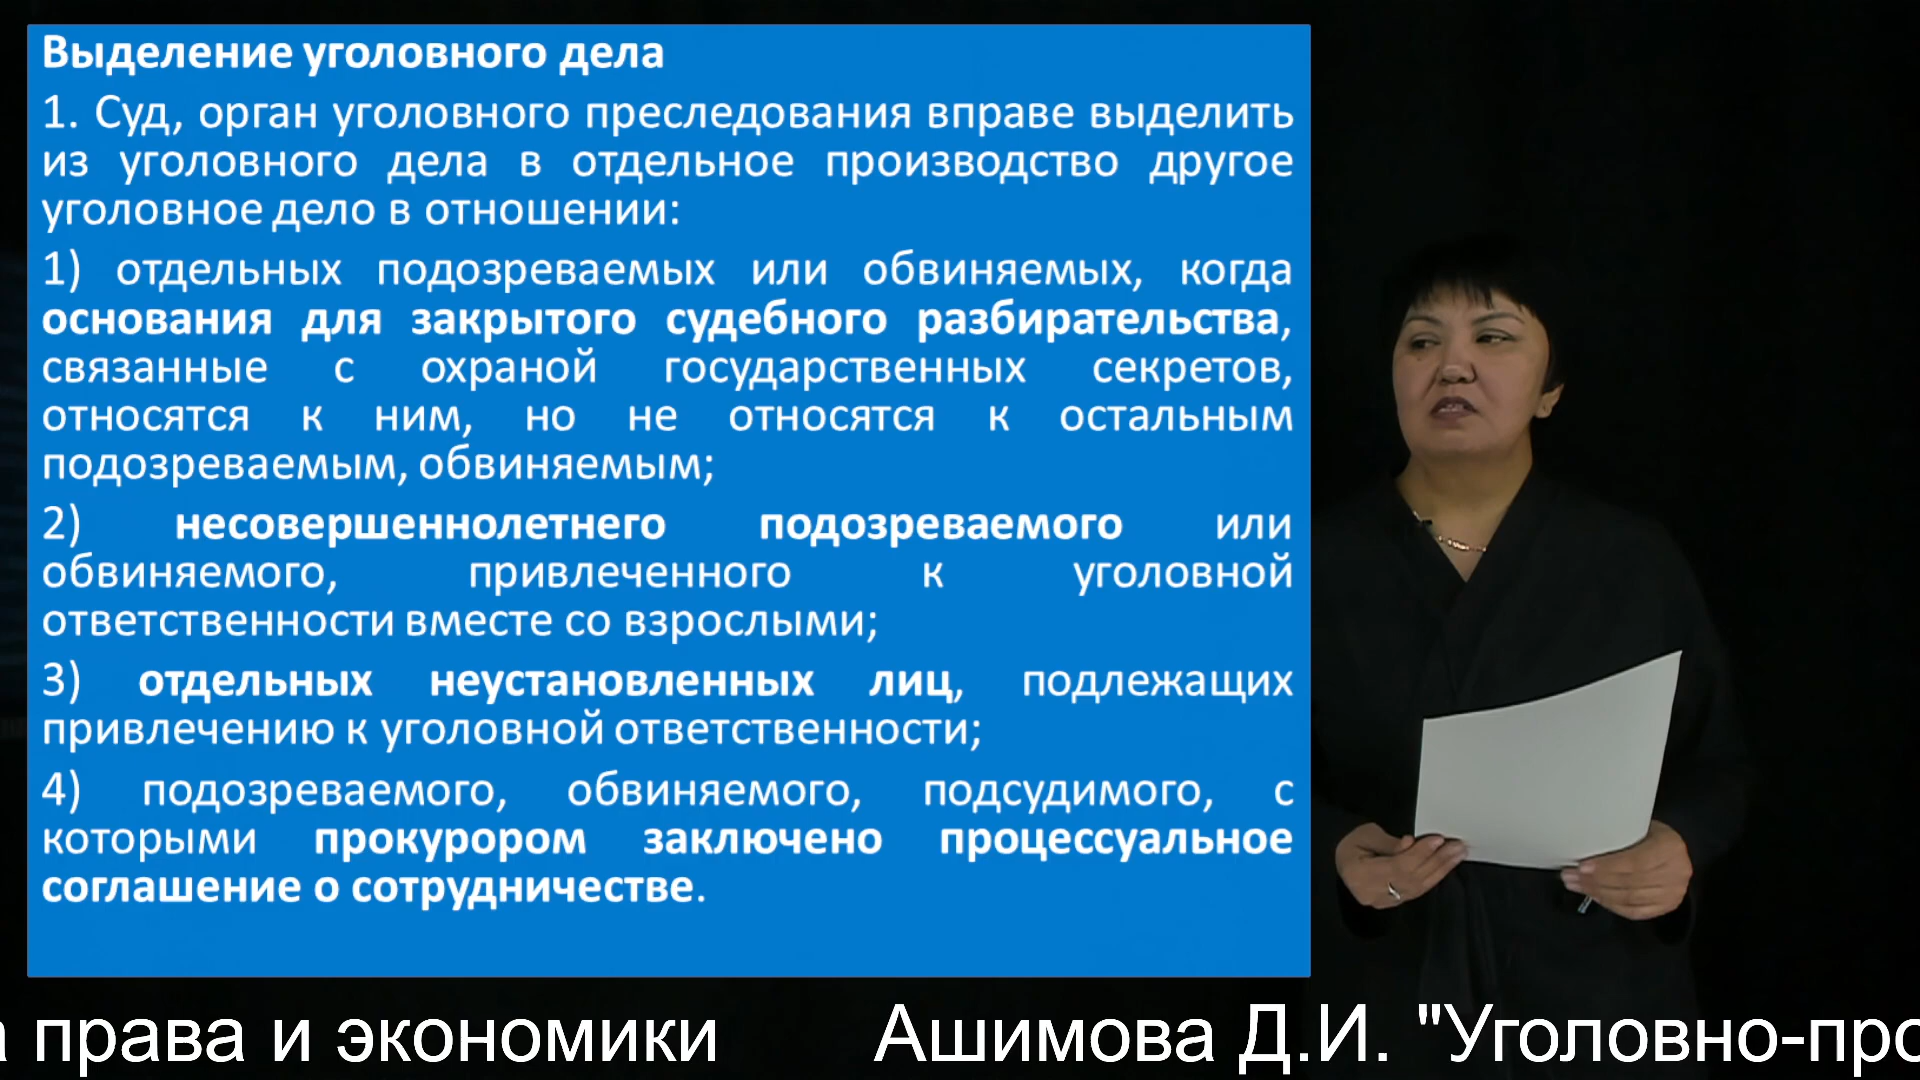 Выделение уголовного дела
1. Суд, орган уголовного преследования вправе выделить
из уголовного дела в отдельное производство другое
уголовное дело в отношении:
1) отдельных подозреваемых или обвиняемых, когда
основания для закрытого судебного разбирательства,
связанные с охраной государственных секретов,
относятся к ним, но не относятся к остальным
подозреваемым, обвиняемым;
2) несовершеннолетнего подозреваемого или
обвиняемого, привлеченного к уголовной
ответственности вместе со взрослыми;
3) отдельных неустановленных лиц, подлежащих
привлечению к уголовной ответственности;
4) подозреваемого, обвиняемого, подсудимого, с
которыми прокурором заключено процессуальное
соглашение о сотрудничестве.
а права и экономики Ашимова Д.И. "Уголовно-про